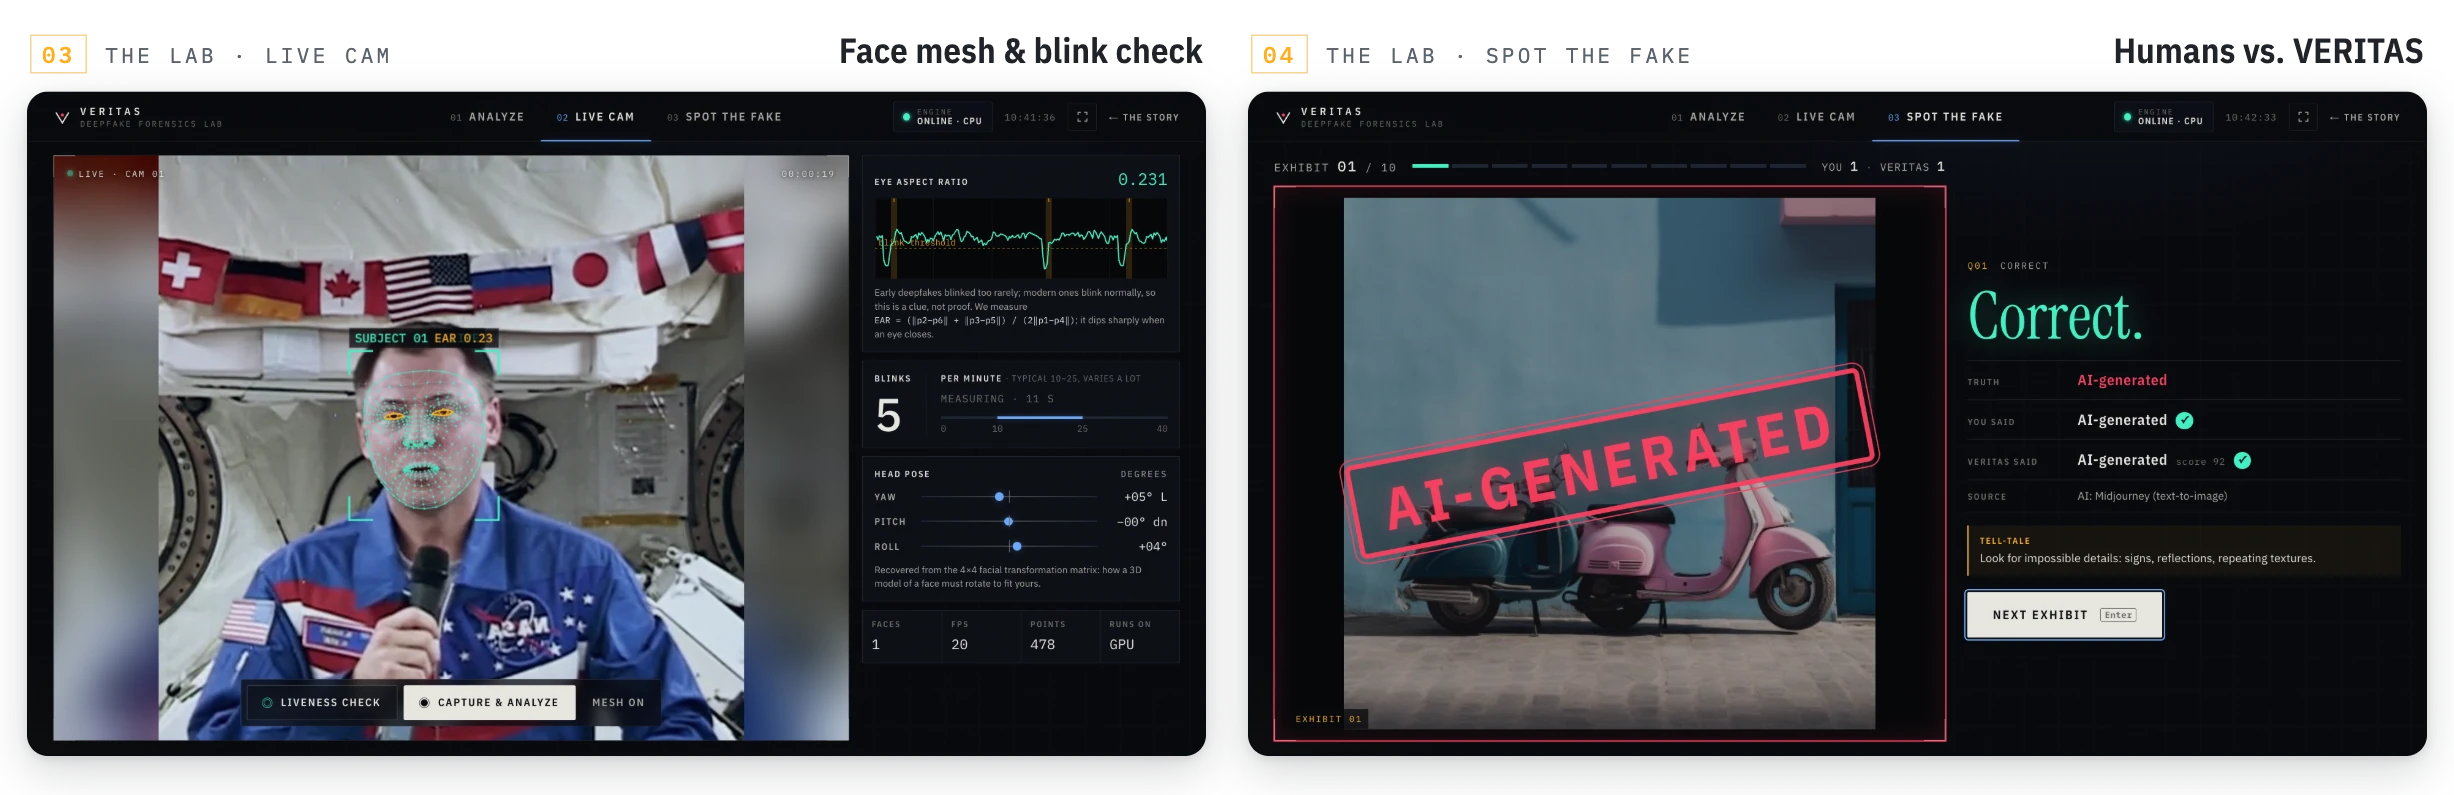 03 THE LAB · LIVE CAM
Face mesh & blink check
VERITAS
DEEPFAKE FORENSICS LAB
01 ANALYZE
02 LIVE CAM
03 SPOT THE FAKE
ENGINE
ONLINE · CPU
10:41:36
← THE STORY
LIVE · CAM 01
00:00:19
SUBJECT 01 EAR 0.23
LIVENESS CHECK
CAPTURE & ANALYZE
MESH ON
EYE ASPECT RATIO
0.231
blink threshold
Early deepfakes blinked too rarely; modern ones blink normally, so
this is a clue, not proof. We measure
EAR = (‖p2−p6‖ + ‖p3−p5‖) / (2‖p1−p4‖); it dips sharply when
an eye closes.
BLINKS
5
PER MINUTE · TYPICAL 10–25, VARIES A LOT
MEASURING · 11 S
0 10 25 40
HEAD POSE
DEGREES
YAW +05° L
PITCH −00° dn
ROLL +04°
Recovered from the 4×4 facial transformation matrix: how a 3D
model of a face must rotate to fit yours.
FACES FPS POINTS RUNS ON
1 20 478 GPU
04 THE LAB · SPOT THE FAKE
Humans vs. VERITAS
VERITAS
DEEPFAKE FORENSICS LAB
01 ANALYZE
02 LIVE CAM
03 SPOT THE FAKE
ENGINE
ONLINE · CPU
10:42:33
← THE STORY
EXHIBIT 01 / 10
YOU 1 · VERITAS 1
AI-GENERATED
EXHIBIT 01
Q01 CORRECT
Correct.
TRUTH AI-generated
YOU SAID AI-generated
VERITAS SAID AI-generated score 92
SOURCE AI: Midjourney (text-to-image)
TELL-TALE
Look for impossible details: signs, reflections, repeating textures.
NEXT EXHIBIT Enter